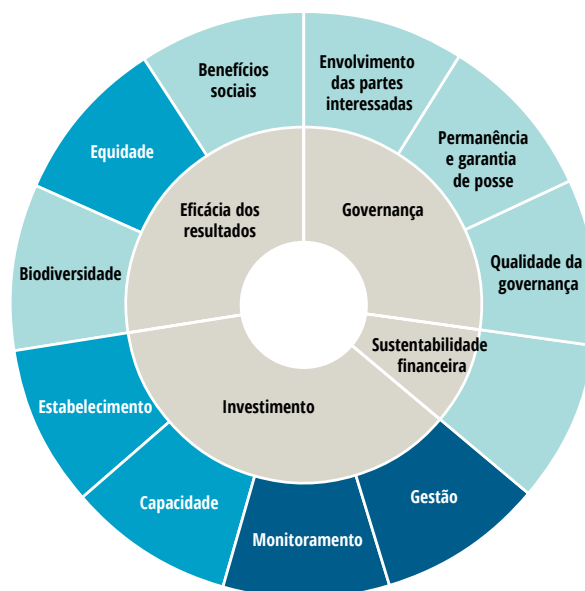 Benefícios
sociais
Envolvimento
das partes
interessadas
Permanência
e garantia
de posse
Equidade
Eficácia dos
resultados
Governança
Biodiversidade
Qualidade da
governança
Sustentabilidade
financeira
Estabelecimento
Investimento
Capacidade
Gestão
Monitoramento